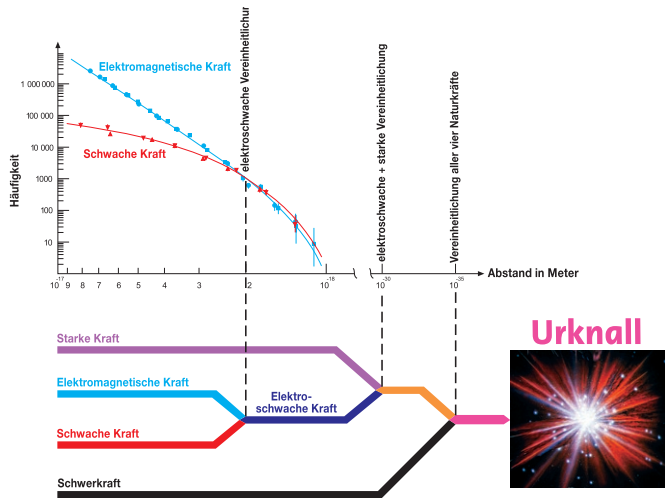 elektroschwache Vereinheitlichung
elektroschwache + starke Vereinheitlichung
Vereinheitlichung aller vier Naturkräfte
Elektromagnetische Kraft
Schwache Kraft
Häufigkeit
1 000 000
100 000
10 000
1000
100
10
10⁻¹⁷ 9 8 7 6 5 4 3 2 10⁻¹⁸ 10⁻³⁰ 10⁻³⁵
Abstand in Meter
Urknall
Starke Kraft
Elektromagnetische Kraft
Elektro-
schwache Kraft
Schwache Kraft
Schwerkraft